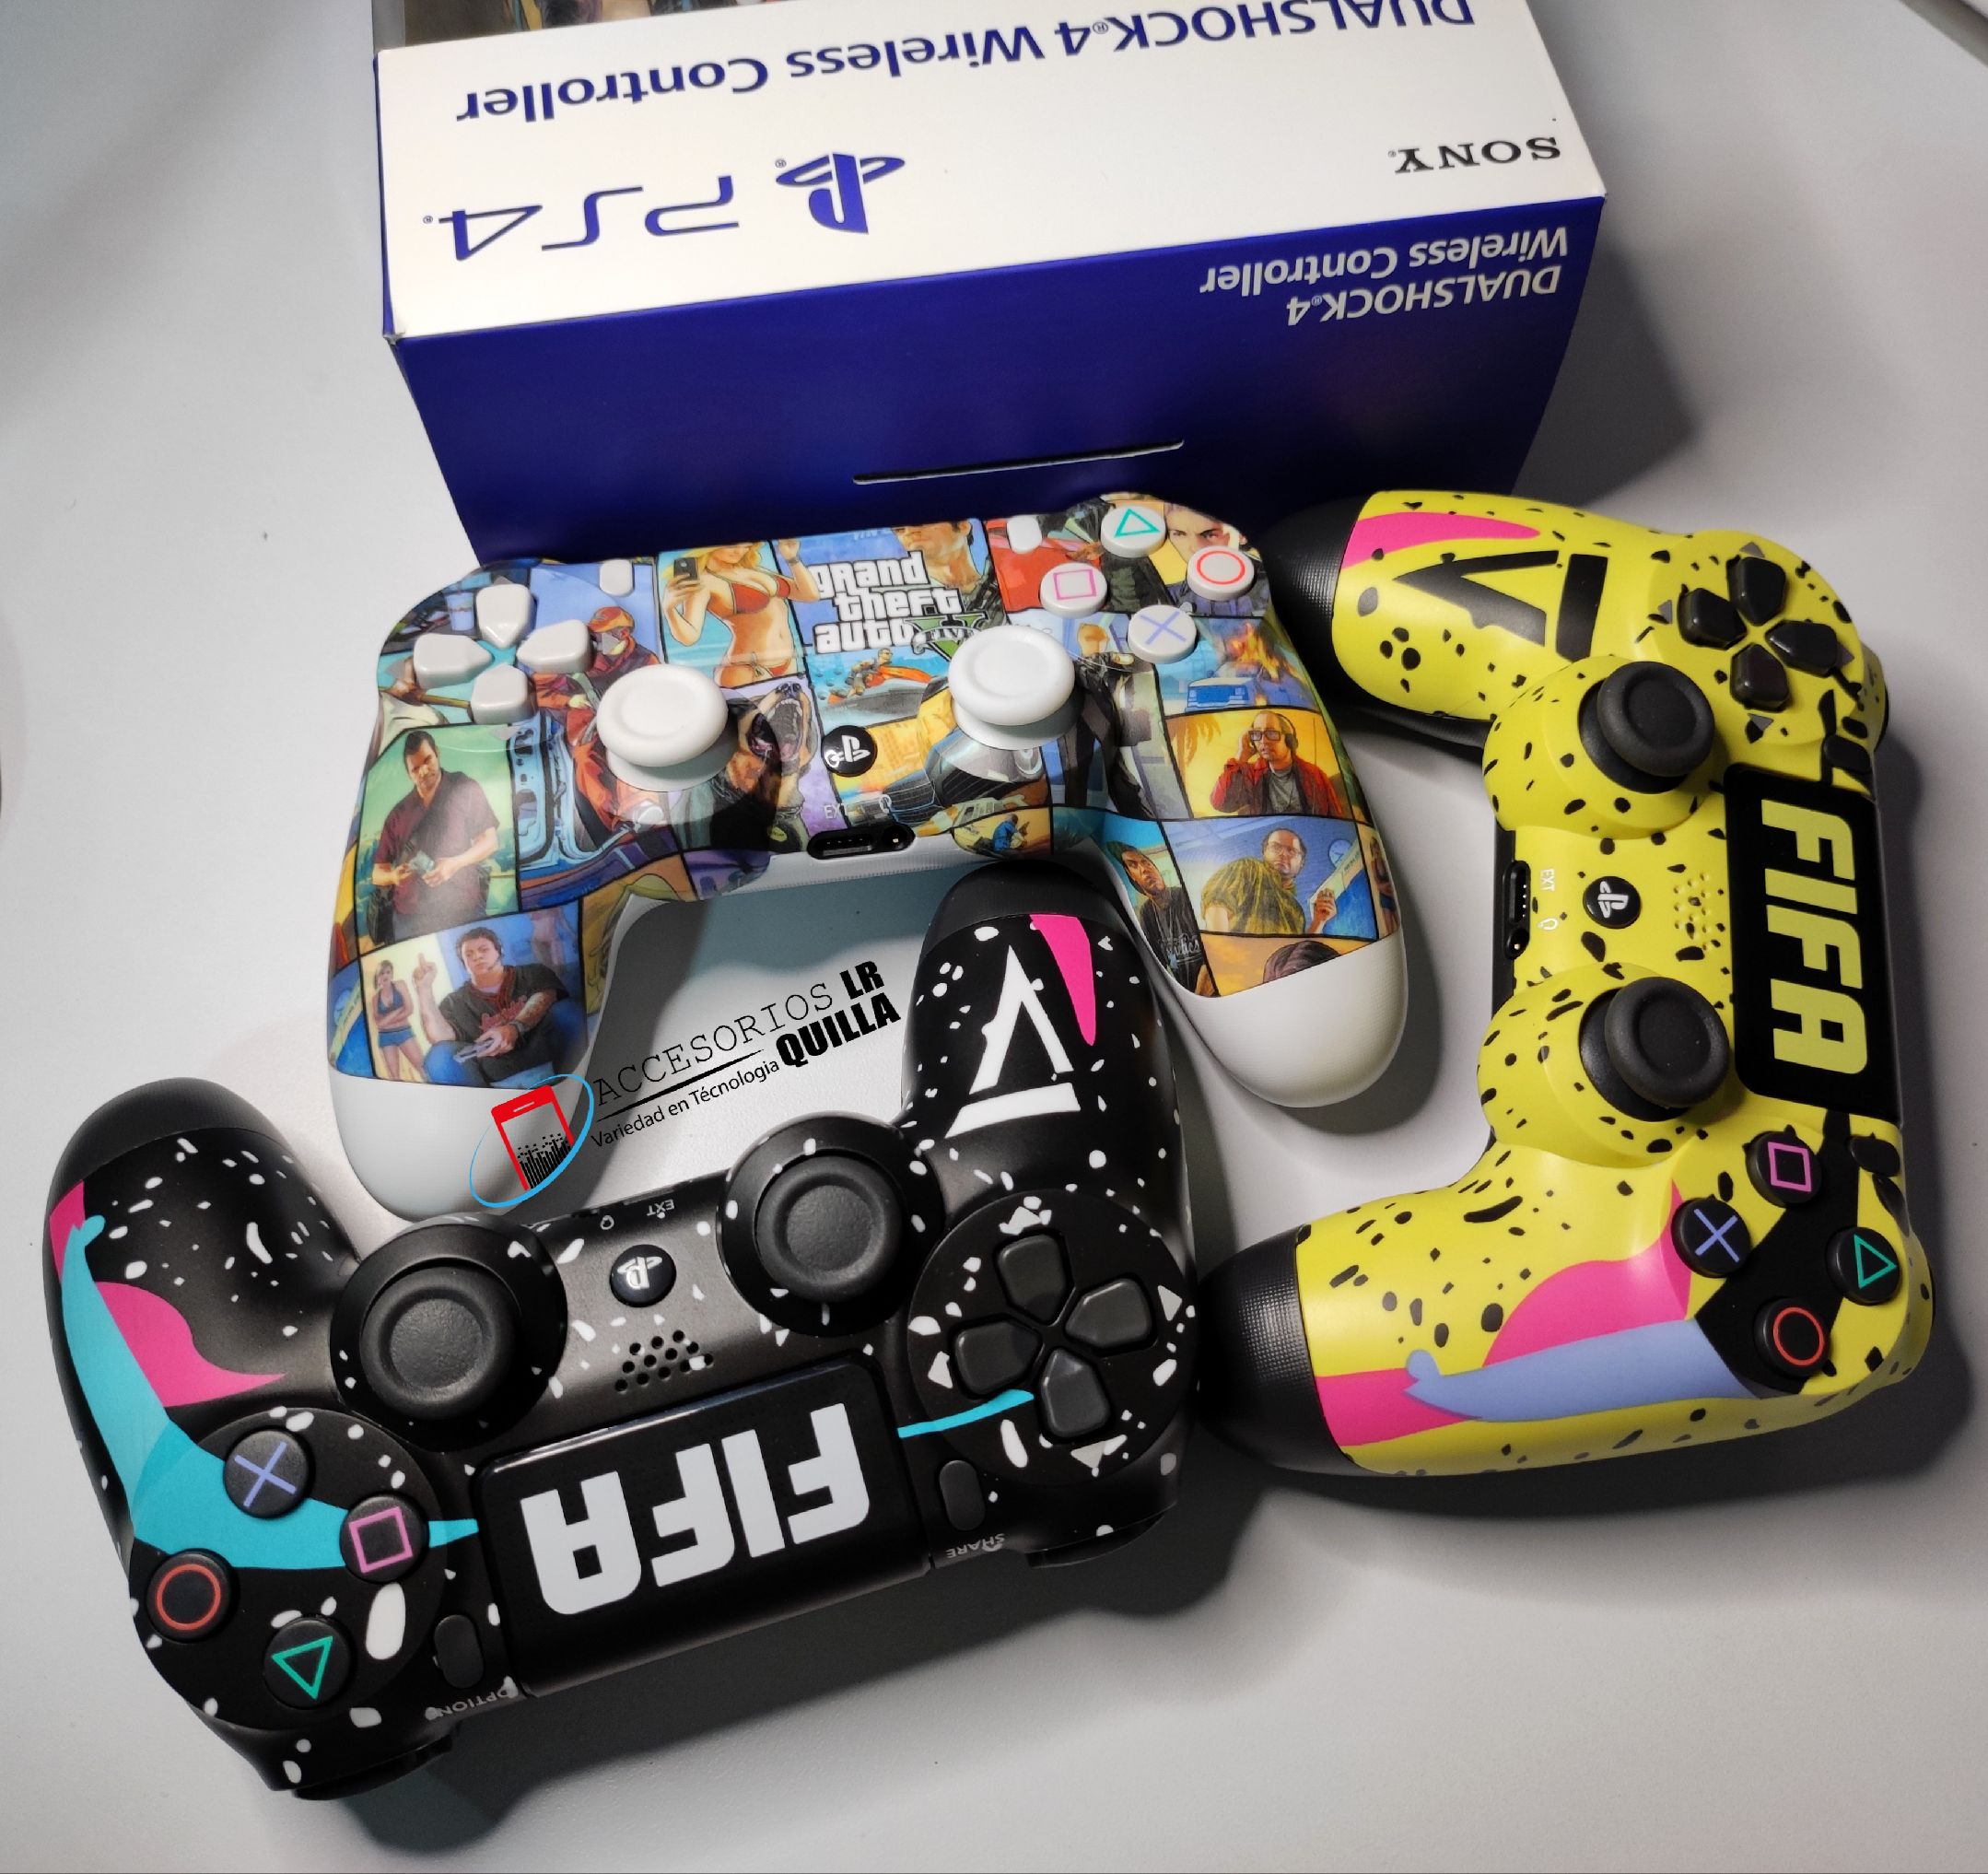 DUALSHOCK®4 Wireless Controller
SONY®
PS4®
DUALSHOCK®4
Wireless Controller
grand
theft
auto V
EXT
FIFA
EXT
ACCESORIOS LR
QUILLA
Variedad en Técnologia
EXT
FIFA
SHARE
OPTIONS